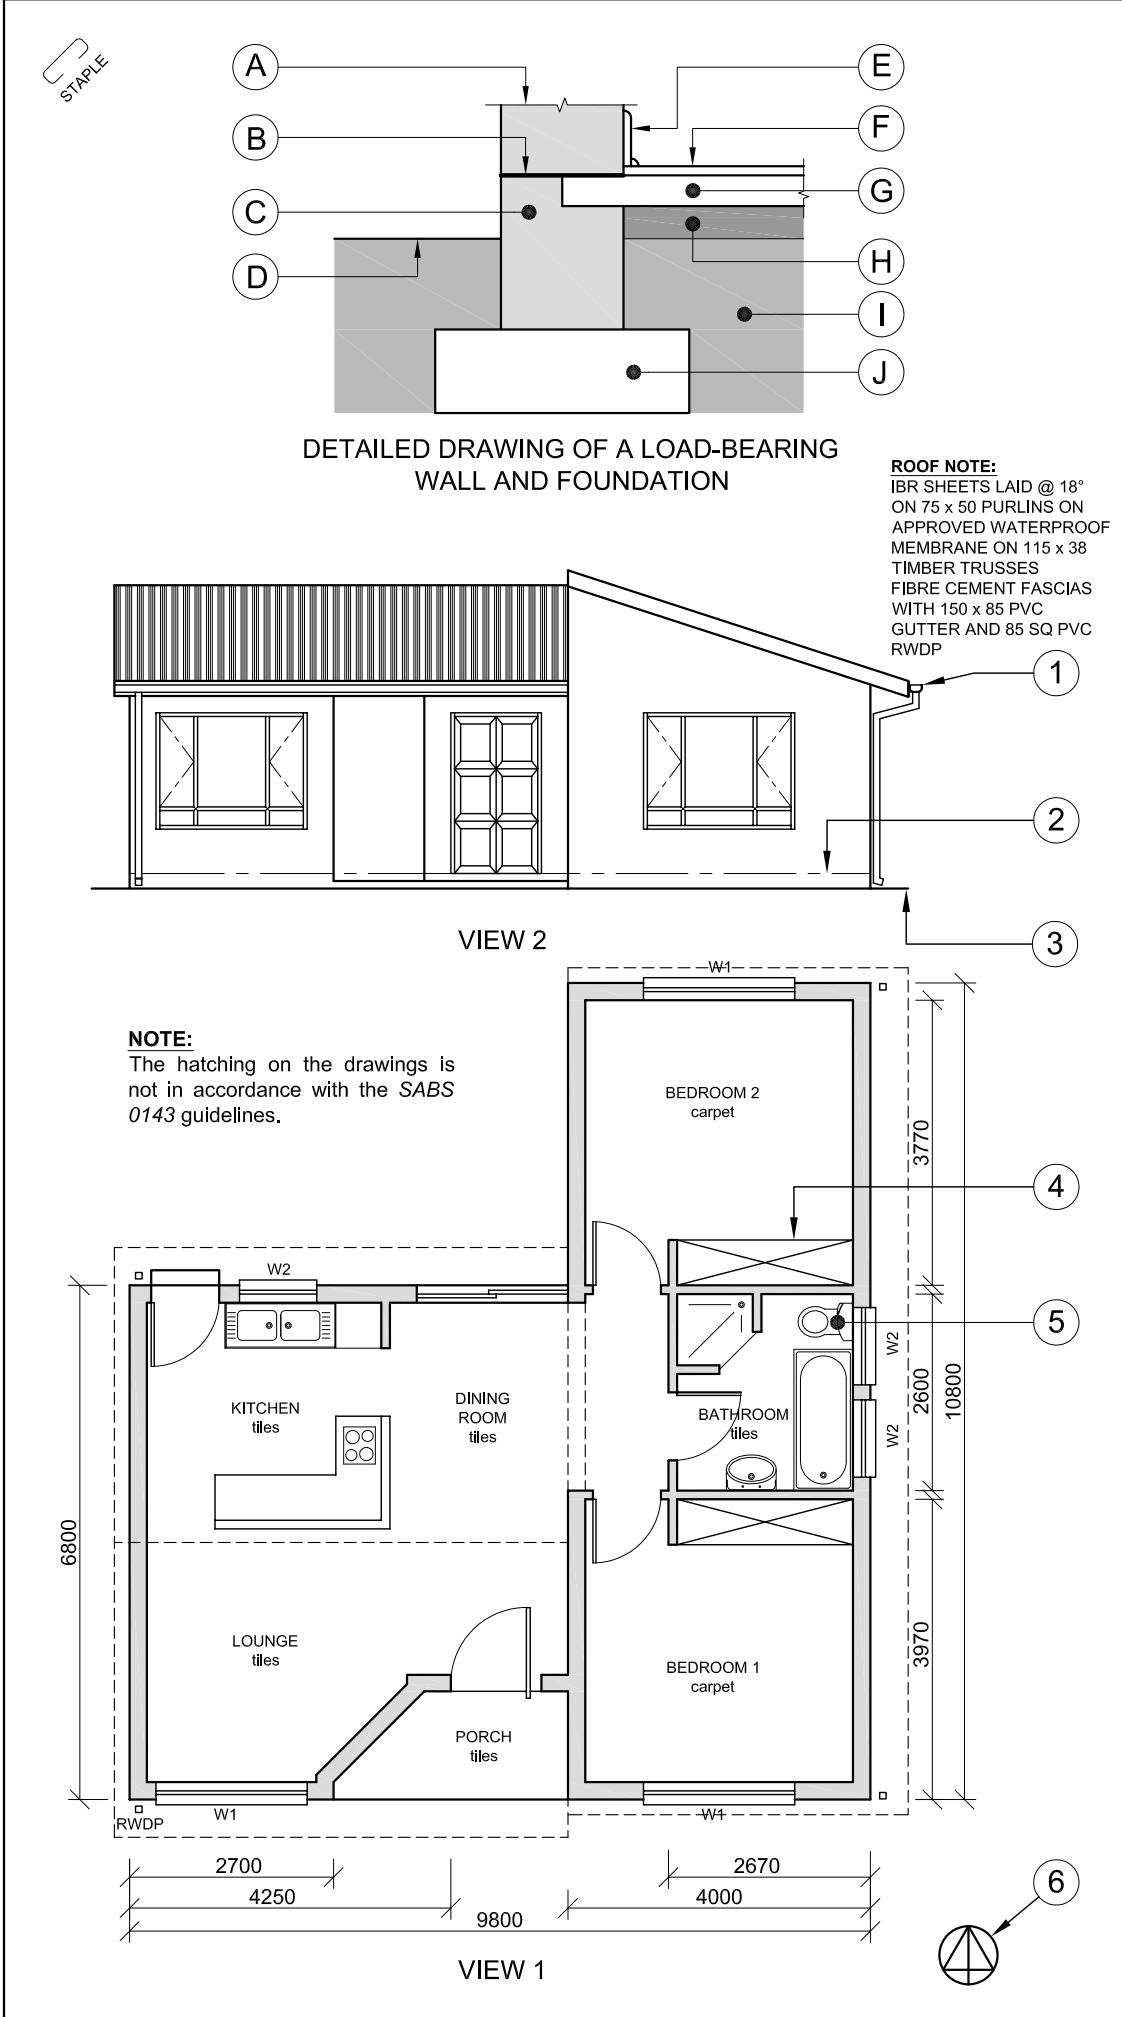 STAPLE
A
B
C
D
E
F
G
H
I
J
DETAILED DRAWING OF A LOAD-BEARING
WALL AND FOUNDATION
ROOF NOTE:
IBR SHEETS LAID @ 18°
ON 75 x 50 PURLINS ON
APPROVED WATERPROOF
MEMBRANE ON 115 x 38
TIMBER TRUSSES
FIBRE CEMENT FASCIAS
WITH 150 x 85 PVC
GUTTER AND 85 SQ PVC
RWDP
1
2
3
VIEW 2
NOTE:
The hatching on the drawings is
not in accordance with the SABS
0143 guidelines.
W1
BEDROOM 2
carpet
3770
4
W2
5
W2
KITCHEN
tiles
DINING
ROOM
tiles
BATHROOM
tiles
W2
2600
10800
6800
LOUNGE
tiles
BEDROOM 1
carpet
3970
PORCH
tiles
W1
W1
RWDP
2700
2670
4250
4000
9800
6
VIEW 1